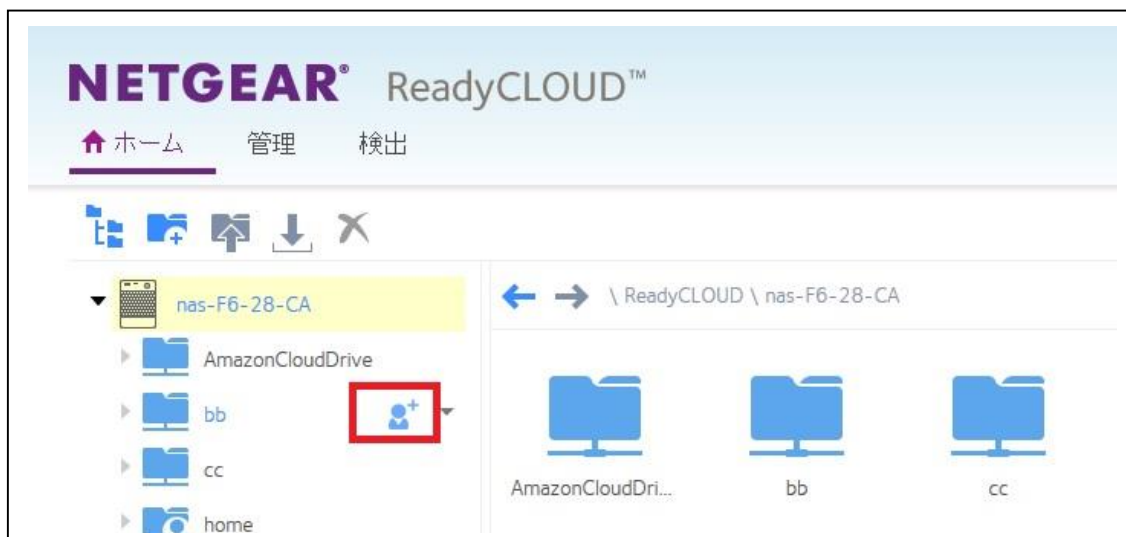 NETGEAR® ReadyCLOUD™
ホーム 管理 検出
nas-F6-28-CA
AmazonCloudDrive
bb
cc
home
\ ReadyCLOUD \ nas-F6-28-CA
AmazonCloudDri... bb cc